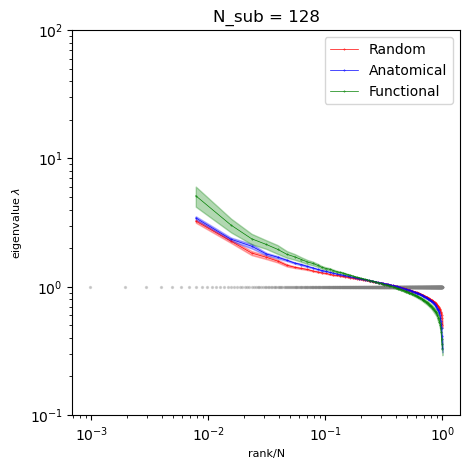 N_sub = 128
10²
10¹
10⁰
10⁻¹
eigenvalue λ
Random
Anatomical
Functional
10⁻³
10⁻²
10⁻¹
10⁰
rank/N